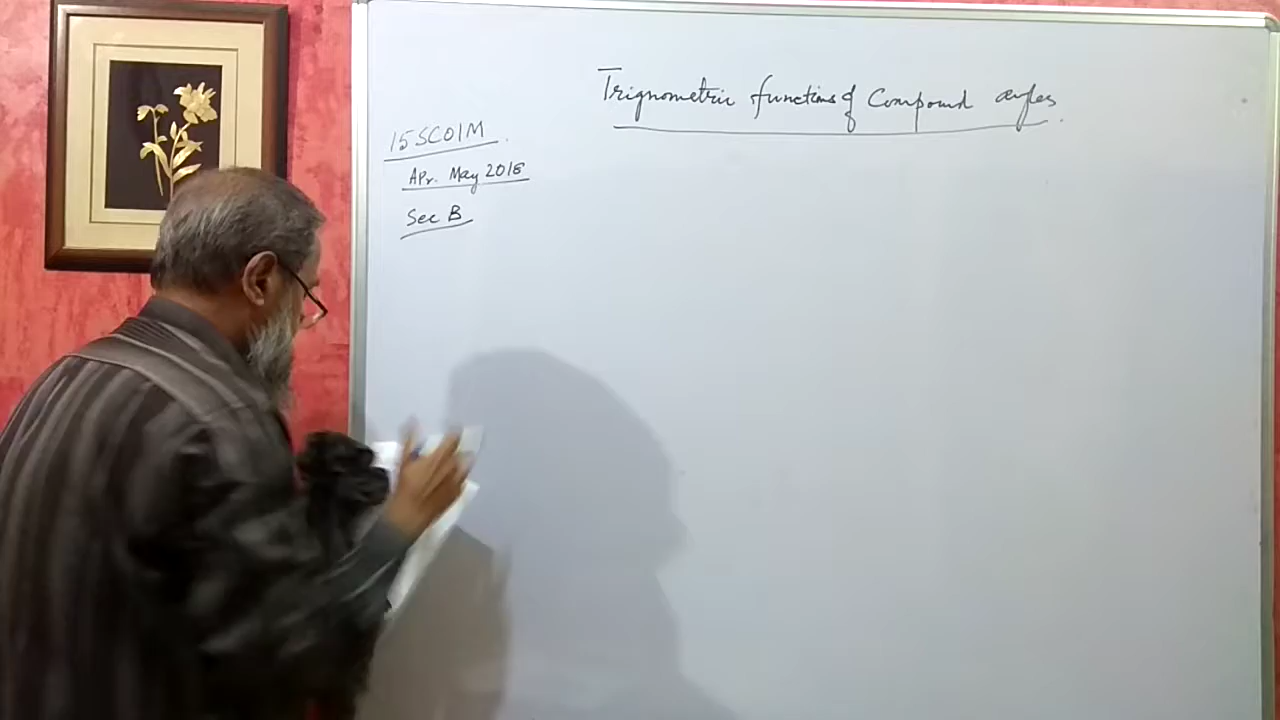 Trignometric functions of Compound angles.
15SC01M.
Apr. May 2016
Sec B